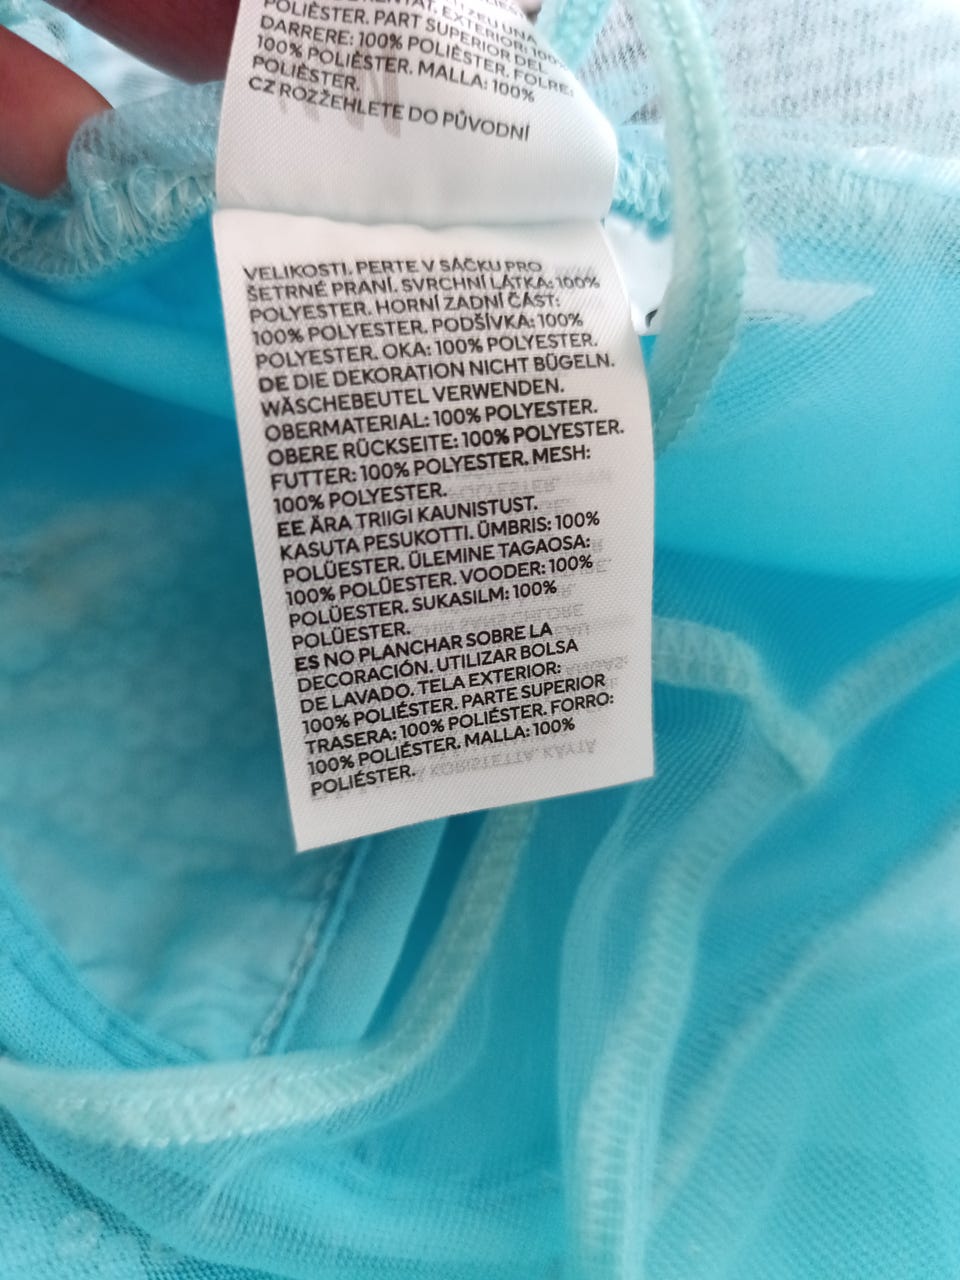 POLIÈSTER. PART SUPERIOR DEL
DARRERE: 100% POLIÈSTER. FOLRE:
100% POLIÈSTER. MALLA: 100%
POLIÈSTER.
CZ ROZŽEHLETE DO PŮVODNÍ
VELIKOSTI. PERTE V SÁČKU PRO
ŠETRNÉ PRANÍ. SVRCHNÍ LÁTKA: 100%
POLYESTER. HORNÍ ZADNÍ ČÁST:
100% POLYESTER. PODŠÍVKA: 100%
POLYESTER. OKA: 100% POLYESTER.
DE DIE DEKORATION NICHT BÜGELN.
WÄSCHEBEUTEL VERWENDEN.
OBERMATERIAL: 100% POLYESTER.
OBERE RÜCKSEITE: 100% POLYESTER.
FUTTER: 100% POLYESTER. MESH:
100% POLYESTER.
EE ÄRA TRIIGI KAUNISTUST.
KASUTA PESUKOTTI. ÜMBRIS: 100%
POLÜESTER. ÜLEMINE TAGAOSA:
100% POLÜESTER. VOODER: 100%
POLÜESTER. SUKASILM: 100%
POLÜESTER.
ES NO PLANCHAR SOBRE LA
DECORACIÓN. UTILIZAR BOLSA
DE LAVADO. TELA EXTERIOR:
100% POLIÉSTER. PARTE SUPERIOR
TRASERA: 100% POLIÉSTER. FORRO:
100% POLIÉSTER. MALLA: 100%
POLIÉSTER.